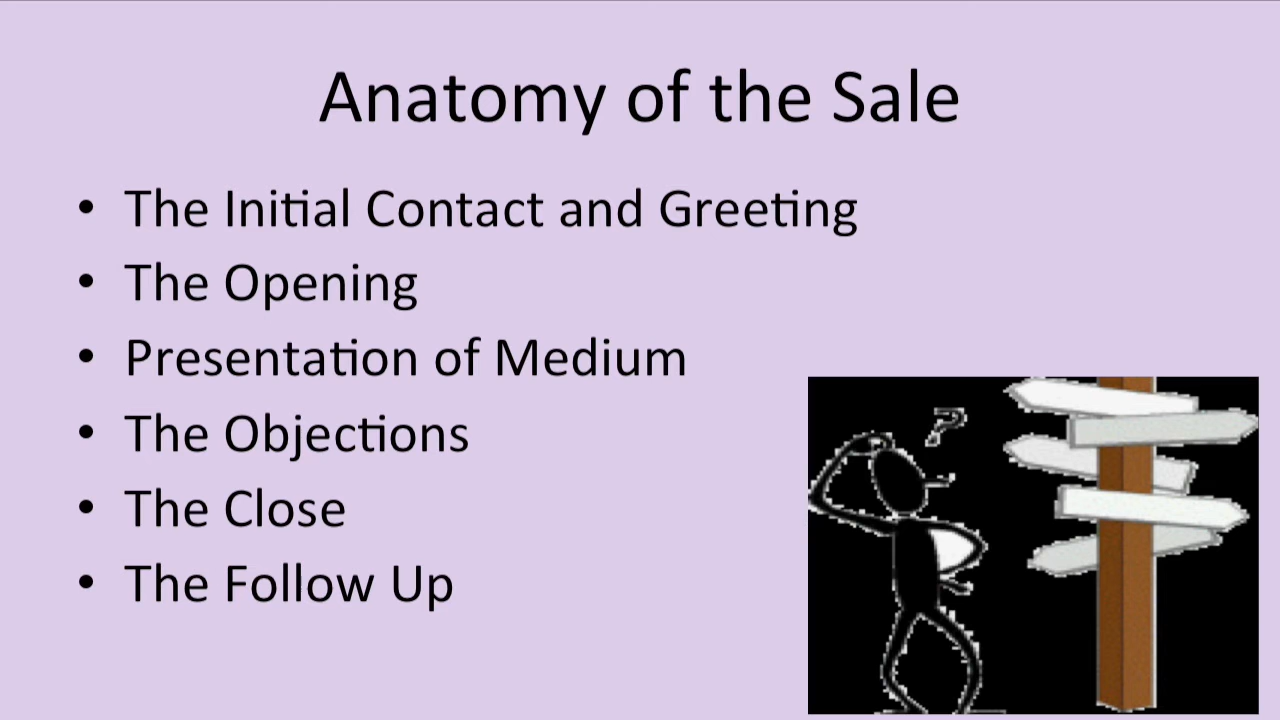 Anatomy of the Sale
• The Initial Contact and Greeting
• The Opening
• Presentation of Medium
• The Objections
• The Close
• The Follow Up
?